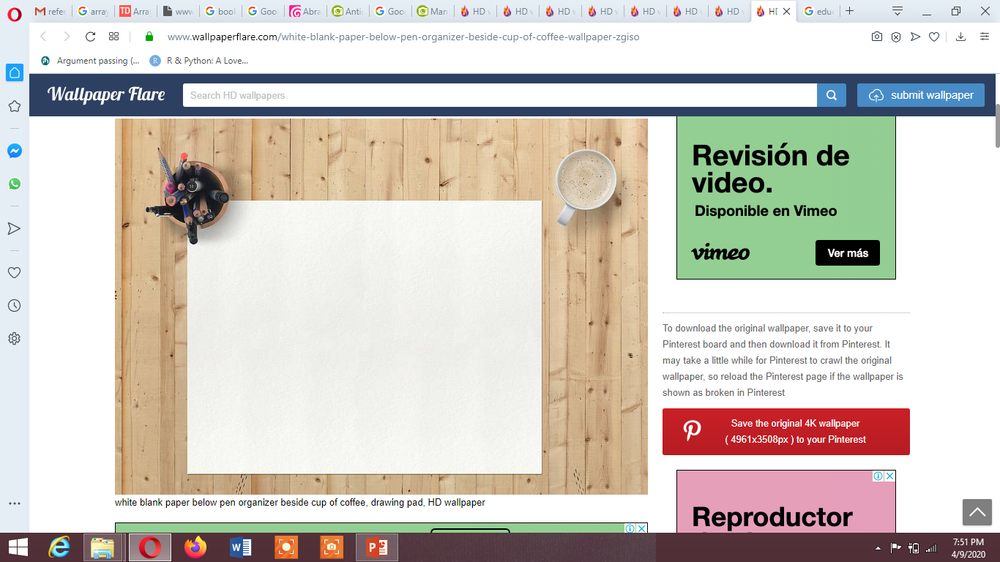 refer
array
Arra
www
bool
Goo
Abra
Antic
Goo
Man
HD w
HD w
HD w
HD w
HD w
HD w
HD w
HD
educ
www.wallpaperflare.com/white-blank-paper-below-pen-organizer-beside-cup-of-coffee-wallpaper-zgiso
Argument passing (...
R & Python: A Love...
Wallpaper Flare
Search HD wallpapers
submit wallpaper
Revisión de
video.
Disponible en Vimeo
vimeo
Ver más
To download the original wallpaper, save it to your
Pinterest board and then download it from Pinterest. It
may take a little while for Pinterest to crawl the original
wallpaper, so reload the Pinterest page if the wallpaper is
shown as broken in Pinterest
Save the original 4K wallpaper
( 4961x3508px ) to your Pinterest
white blank paper below pen organizer beside cup of coffee, drawing pad, HD wallpaper
Reproductor
7:51 PM
4/9/2020